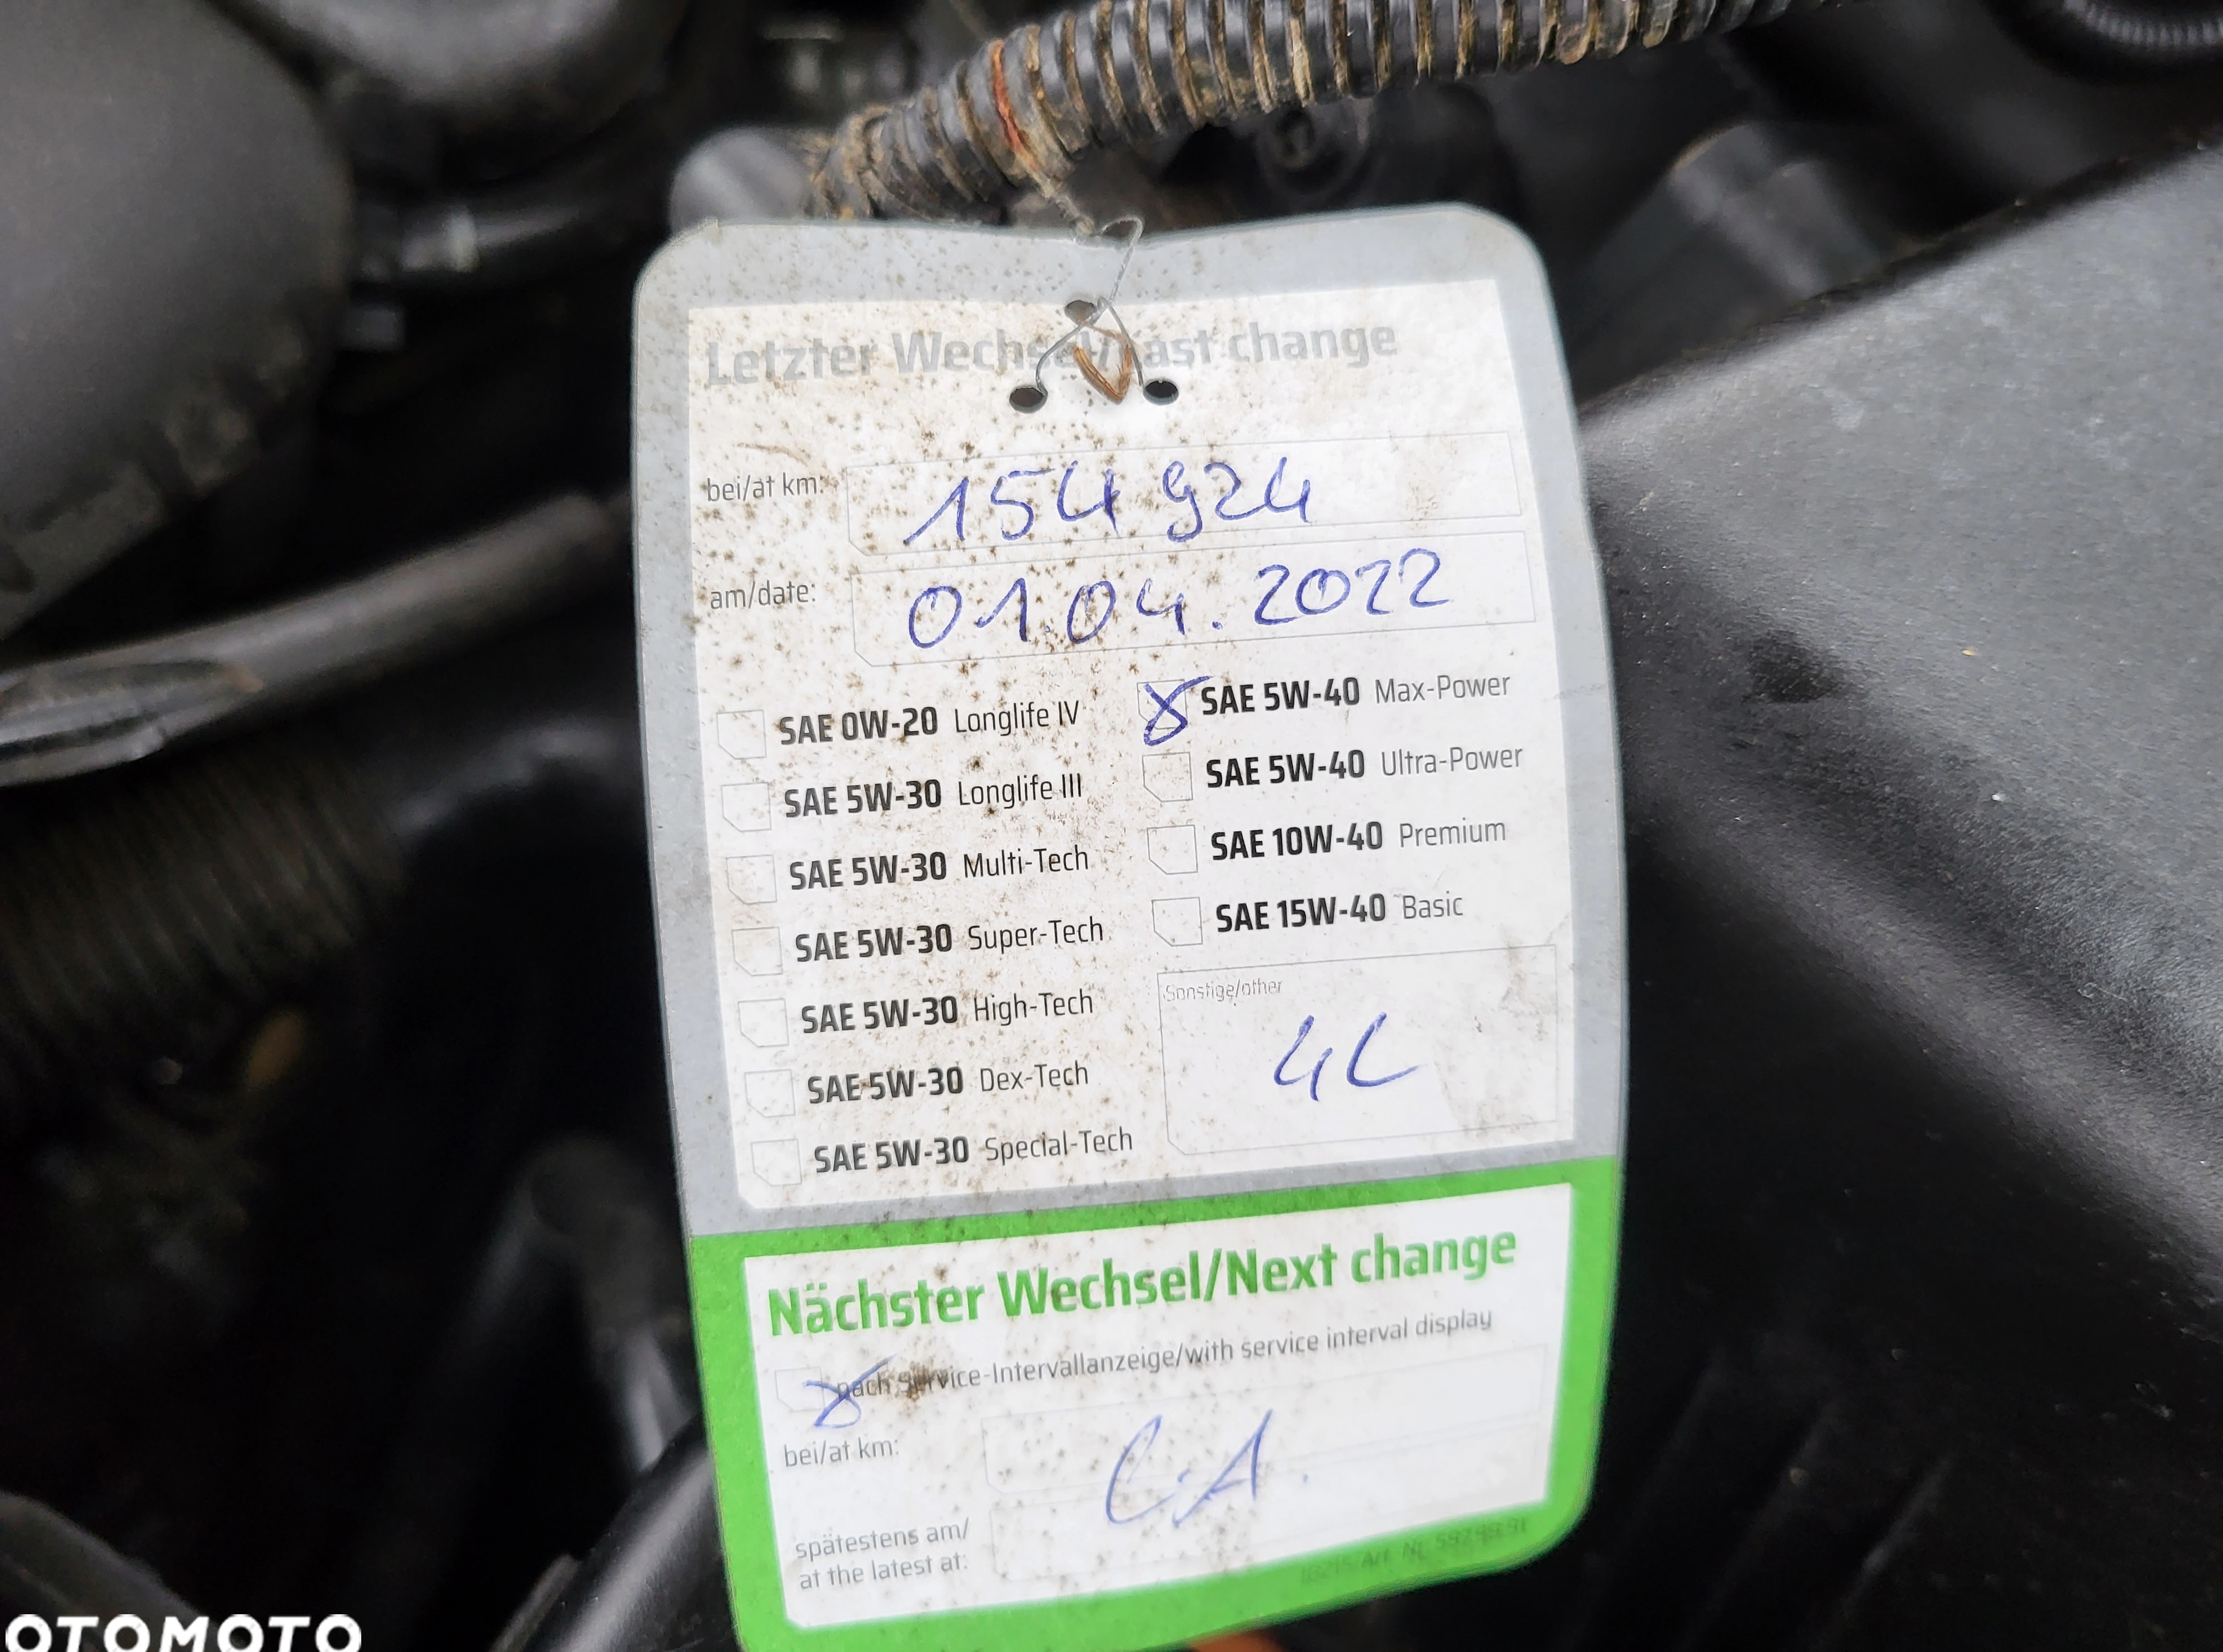 Letzter Wechsel/Last change
bei/at km: 154 924
am/date: 01.04.2022
SAE 0W-20 Longlife IV
SAE 5W-30 Longlife III
SAE 5W-30 Multi-Tech
SAE 5W-30 Super-Tech
SAE 5W-30 High-Tech
SAE 5W-30 Dex-Tech
SAE 5W-30 Special-Tech
SAE 5W-40 Max-Power
SAE 5W-40 Ultra-Power
SAE 10W-40 Premium
SAE 15W-40 Basic
Sonstige/other
4L
Nächster Wechsel/Next change
nach Service-Intervallanzeige/with service interval display
bei/at km:
spätestens am/
at the latest at:
OTOMOTO